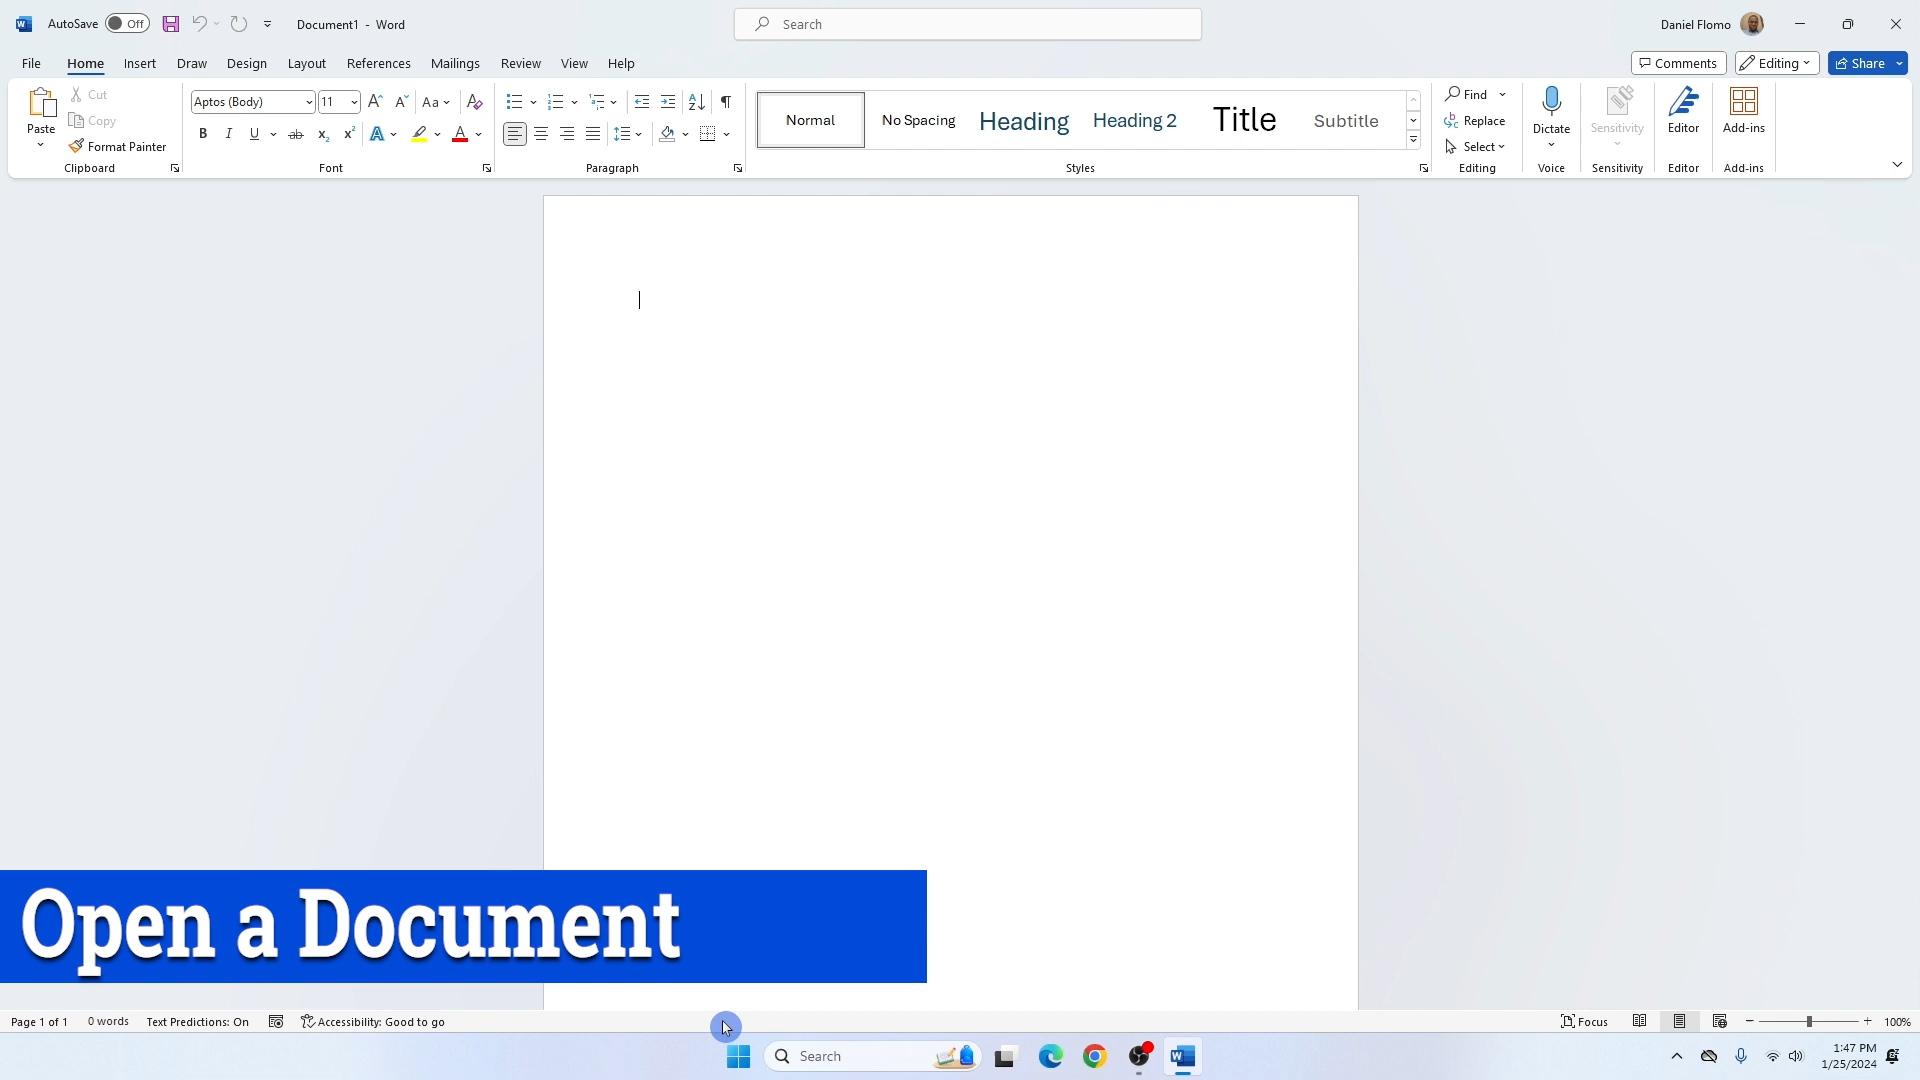 AutoSave Off Document1 - Word Search Daniel Flomo
File Home Insert Draw Design Layout References Mailings Review View Help Comments Editing Share
Paste
Cut
Copy
Format Painter
Clipboard
Aptos (Body) 11
Font
Paragraph
Normal No Spacing Heading Heading 2 Title Subtitle
Styles
Find
Replace
Select
Editing
Dictate
Voice
Sensitivity
Sensitivity
Editor
Editor
Add-ins
Add-ins
Open a Document
Page 1 of 1 0 words Text Predictions: On Accessibility: Good to go Focus 100%
Search
1:47 PM
1/25/2024